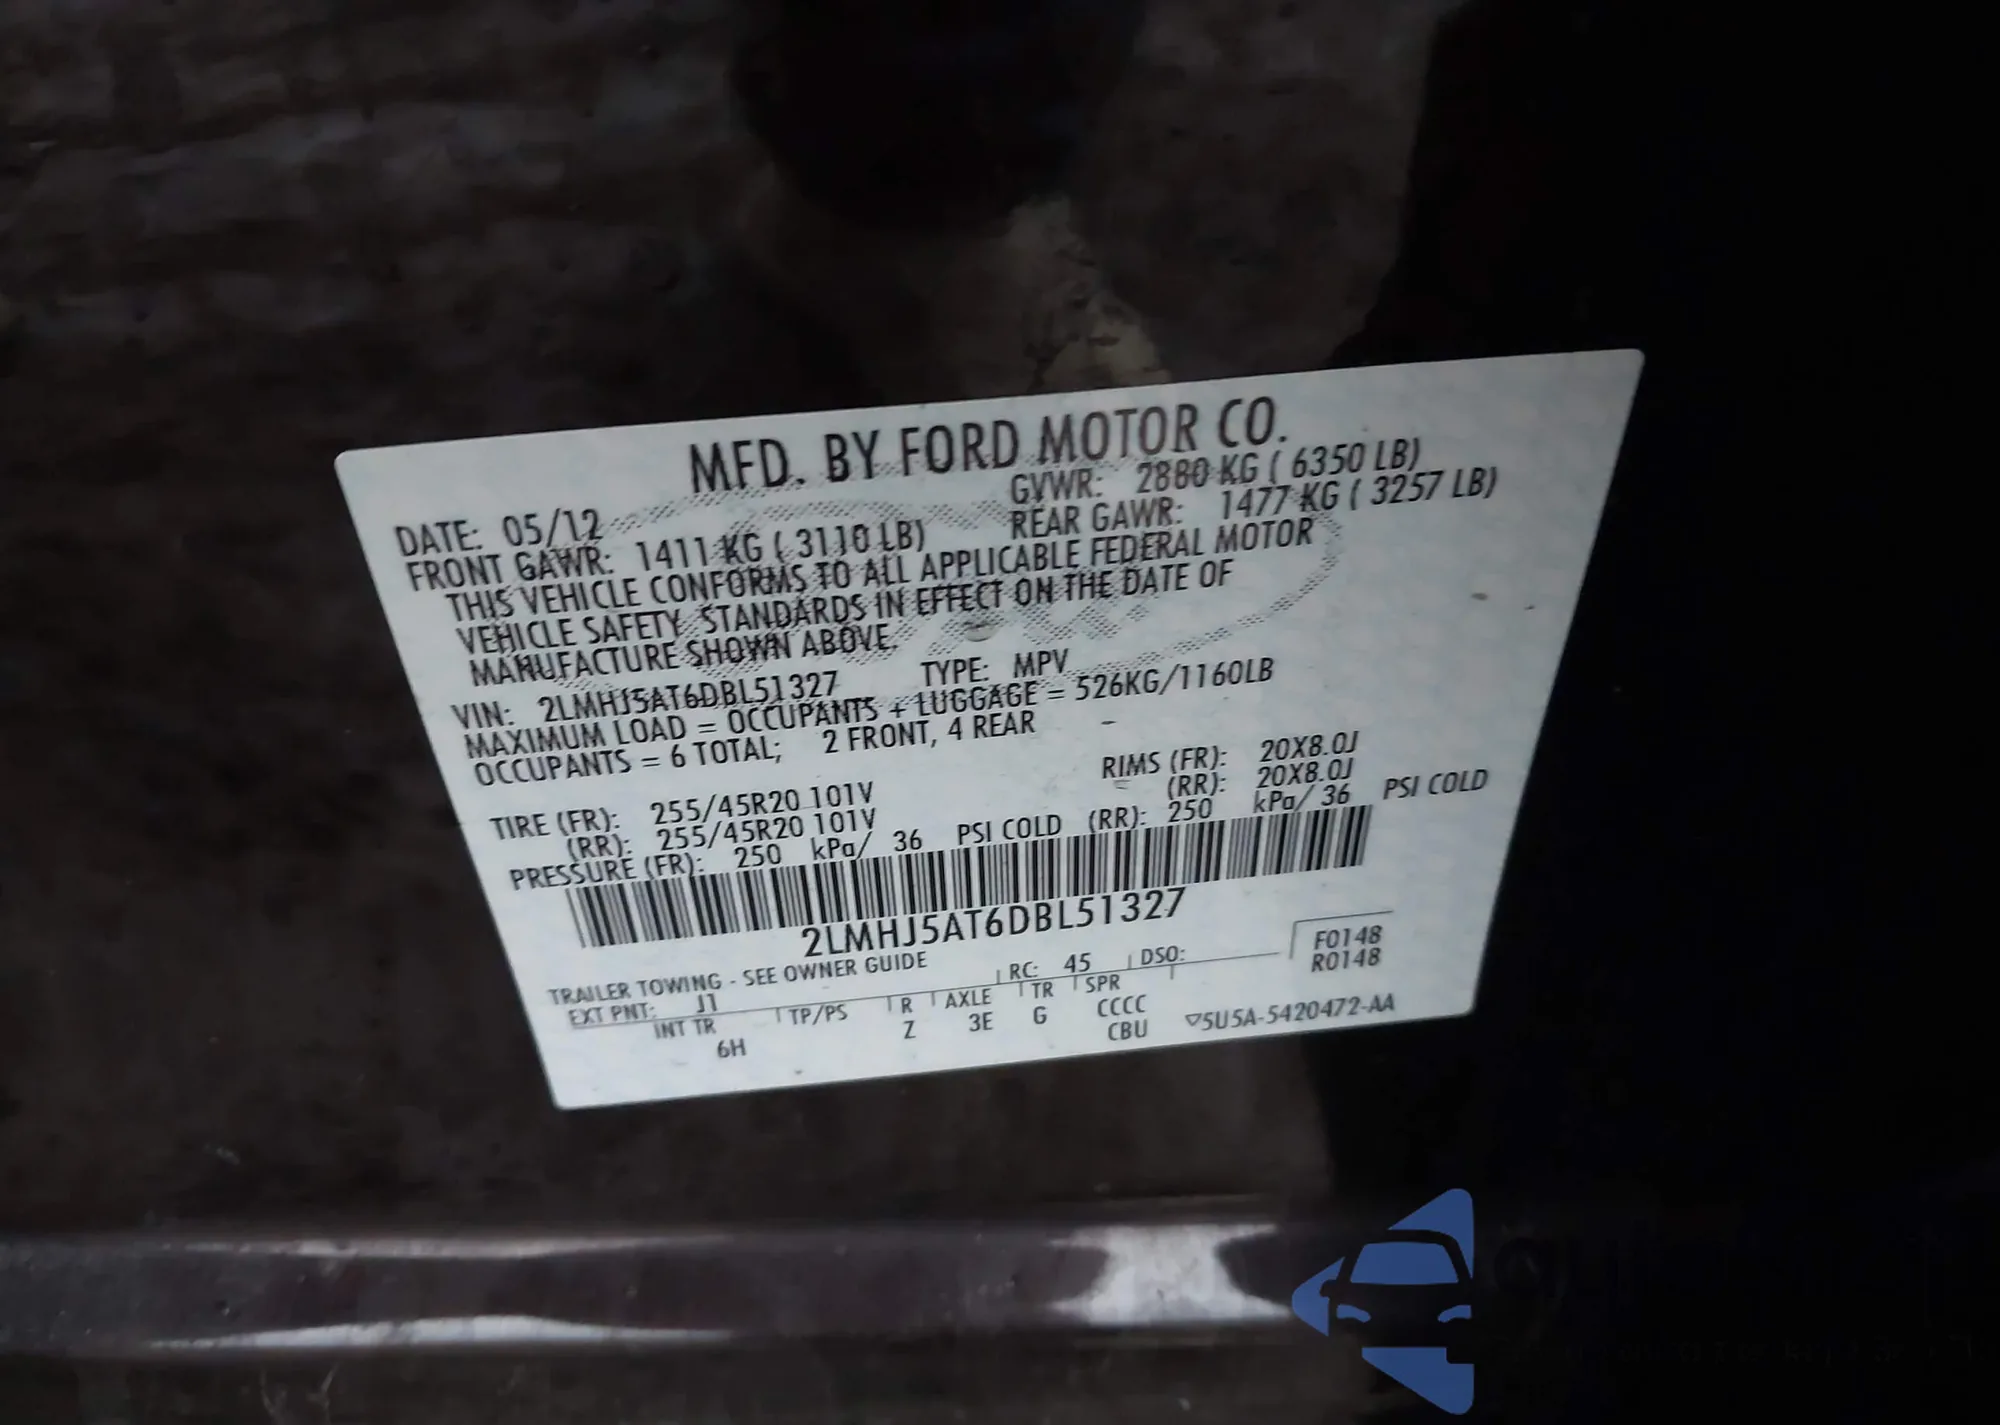 MFD. BY FORD MOTOR CO.
DATE: 05/12 GVWR: 2880 KG ( 6350 LB)
FRONT GAWR: 1411 KG ( 3110 LB) REAR GAWR: 1477 KG ( 3257 LB)
THIS VEHICLE CONFORMS TO ALL APPLICABLE FEDERAL MOTOR
VEHICLE SAFETY STANDARDS IN EFFECT ON THE DATE OF
MANUFACTURE SHOWN ABOVE.
VIN: 2LMHJ5AT6DBL51327 TYPE: MPV
MAXIMUM LOAD = OCCUPANTS + LUGGAGE = 526KG/1160LB
OCCUPANTS = 6 TOTAL; 2 FRONT, 4 REAR
TIRE (FR): 255/45R20 101V RIMS (FR): 20X8.0J
(RR): 255/45R20 101V (RR): 20X8.0J
PRESSURE (FR): 250 kPa/ 36 PSI COLD (RR): 250 kPa/ 36 PSI COLD
2LMHJ5AT6DBL51327
TRAILER TOWING - SEE OWNER GUIDE
EXT PNT: J1 RC: 45 DSO: F0148
R0148
INT TR TP/PS R AXLE TR SPR
6H Z 3E G CCCC
CBU ▽5U5A-5420472-AA